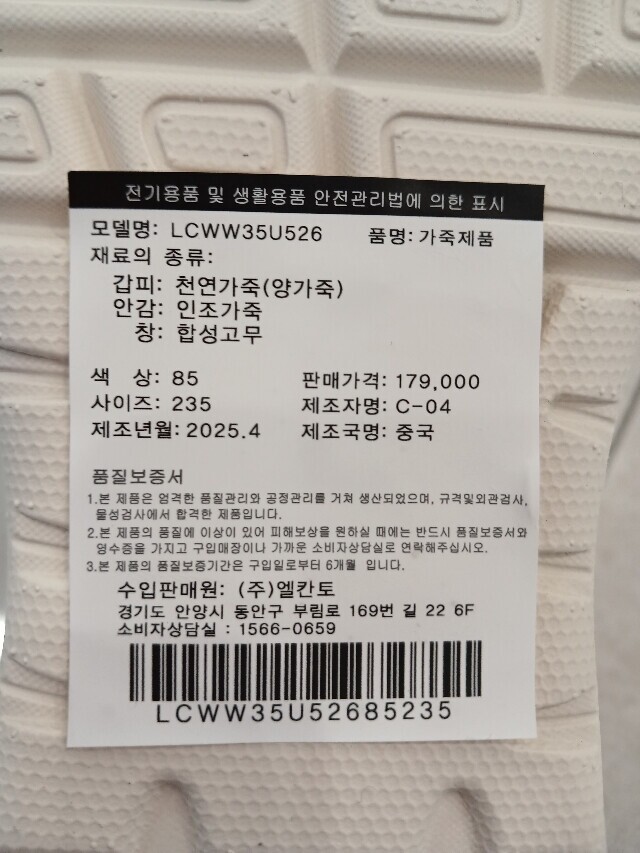 전기용품 및 생활용품 안전관리법에 의한 표시
모델명: LCWW35U526 품명: 가죽제품
재료의 종류:
갑피: 천연가죽(양가죽)
안감: 인조가죽
창: 합성고무
색 상: 85 판매가격: 179,000
사이즈: 235 제조자명: C-04
제조년월: 2025.4 제조국명: 중국
품질보증서
1.본 제품은 엄격한 품질관리와 공정관리를 거쳐 생산되었으며, 규격및외관검사,
물성검사에서 합격한 제품입니다.
2.본 제품의 품질에 이상이 있어 피해보상을 원하실 때에는 반드시 품질보증서와
영수증을 가지고 구입매장이나 가까운 소비자상담실로 연락해주십시오.
3.본 제품의 품질보증기간은 구입일로부터 6개월 입니다.
수입판매원: (주)엘칸토
경기도 안양시 동안구 부림로 169번 길 22 6F
소비자상담실 : 1566-0659
LCWW35U52685235